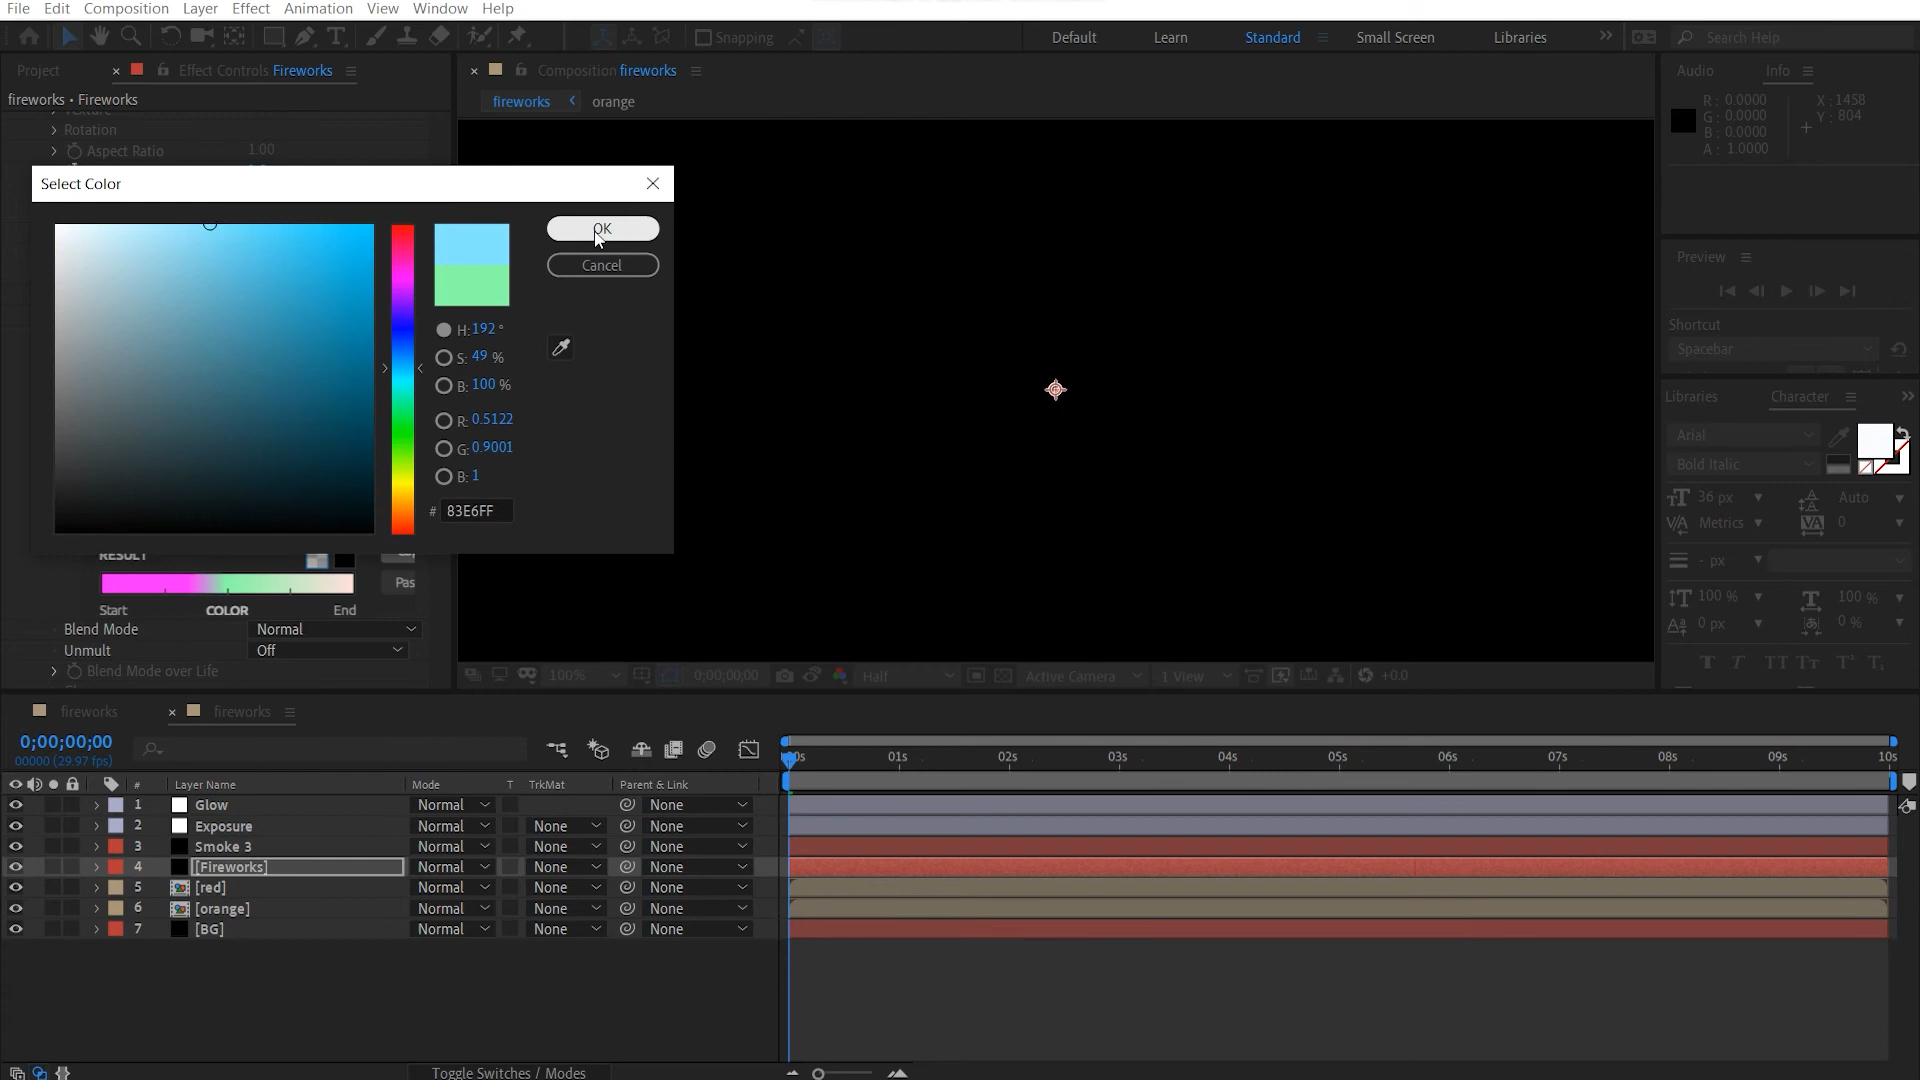 File Edit Composition Layer Effect Animation View Window Help
Snapping Default Learn Standard Small Screen Libraries Search Help
Project Effect Controls Fireworks Composition fireworks Audio Info
fireworks • Fireworks
fireworks orange
R : 0.0000
G : 0.0000
B : 0.0000
A : 1.0000
X : 1458
Y : 804
Rotation
Aspect Ratio 1.00
Select Color
OK
Cancel
H: 192 °
S: 49 %
B: 100 %
R: 0.5122
G: 0.9001
B: 1
# 83E6FF
RESULT
Pas
Start COLOR End
Blend Mode Normal
Unmult Off
Blend Mode over Life
100% 0;00;00;00 Half Active Camera 1 View +0.0
Preview
Shortcut
Spacebar
Libraries Character
Arial
Bold Italic
36 px Auto
Metrics 0
- px
100 % 100 %
0 px 0 %
T T TT Tt T¹ T₁
fireworks fireworks
0;00;00;00
00000 (29.97 fps)
# Layer Name Mode T TrkMat Parent & Link
00s 01s 02s 03s 04s 05s 06s 07s 08s 09s 10s
1 Glow Normal None
2 Exposure Normal None None
3 Smoke 3 Normal None None
4 [Fireworks] Normal None None
5 [red] Normal None None
6 [orange] Normal None None
7 [BG] Normal None None
Toggle Switches / Modes